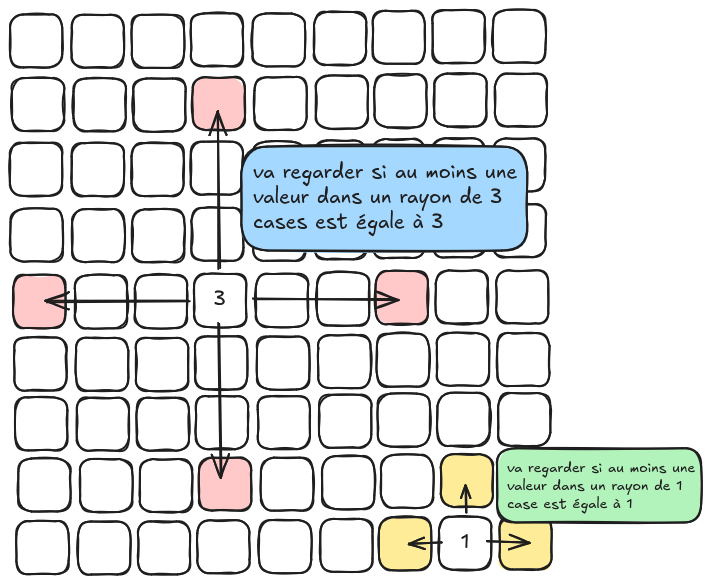 va regarder si au moins une
valeur dans un rayon de 3
cases est égale à 3
3
va regarder si au moins une
valeur dans un rayon de 1
case est égale à 1
1